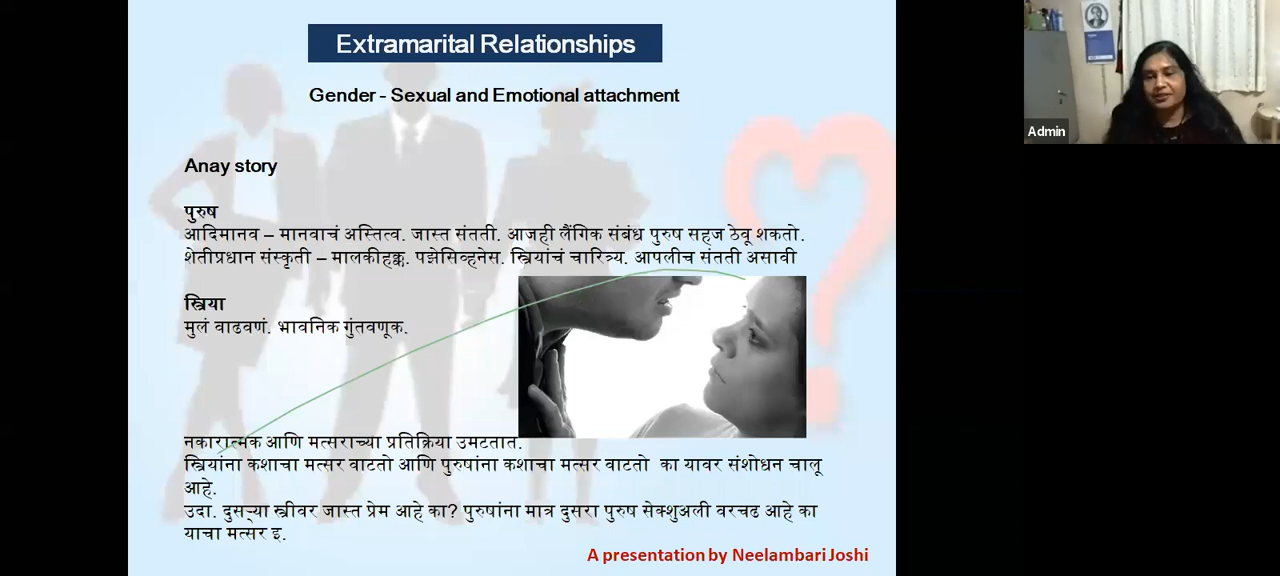 Extramarital Relationships
Gender - Sexual and Emotional attachment
Anay story
पुरुष
आदिमानव – मानवाचं अस्तित्व. जास्त संतती. आजही लैंगिक संबंध पुरुष सहज ठेवू शकतो.
शेतीप्रधान संस्कृती – मालकीहक्क. पझेसिव्हनेस. स्त्रियांचं चारित्र्य. आपलीच संतती असावी
स्त्रिया
मुलं वाढवणं. भावनिक गुंतवणूक.
नकारात्मक आणि मत्सराच्या प्रतिक्रिया उमटतात.
स्त्रियांना कशाचा मत्सर वाटतो आणि पुरुषांना कशाचा मत्सर वाटतो का यावर संशोधन चालू
आहे.
उदा. दुसऱ्या स्त्रीवर जास्त प्रेम आहे का? पुरुषांना मात्र दुसरा पुरुष सेक्शुअली वरचढ आहे का
याचा मत्सर इ.
A presentation by Neelambari Joshi
Admin